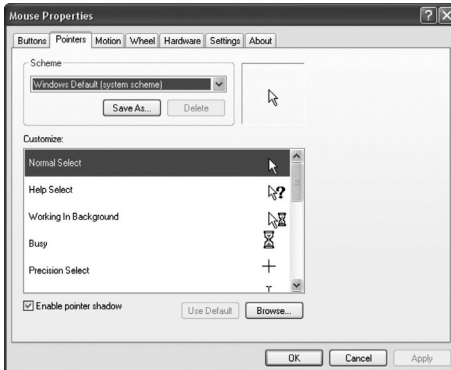 Mouse Properties
Buttons Pointers Motion Wheel Hardware Settings About
Scheme
Windows Default (system scheme)
Save As... Delete
Customize:
Normal Select
Help Select
Working In Background
Busy
Precision Select
Enable pointer shadow
Use Default Browse...
OK Cancel Apply